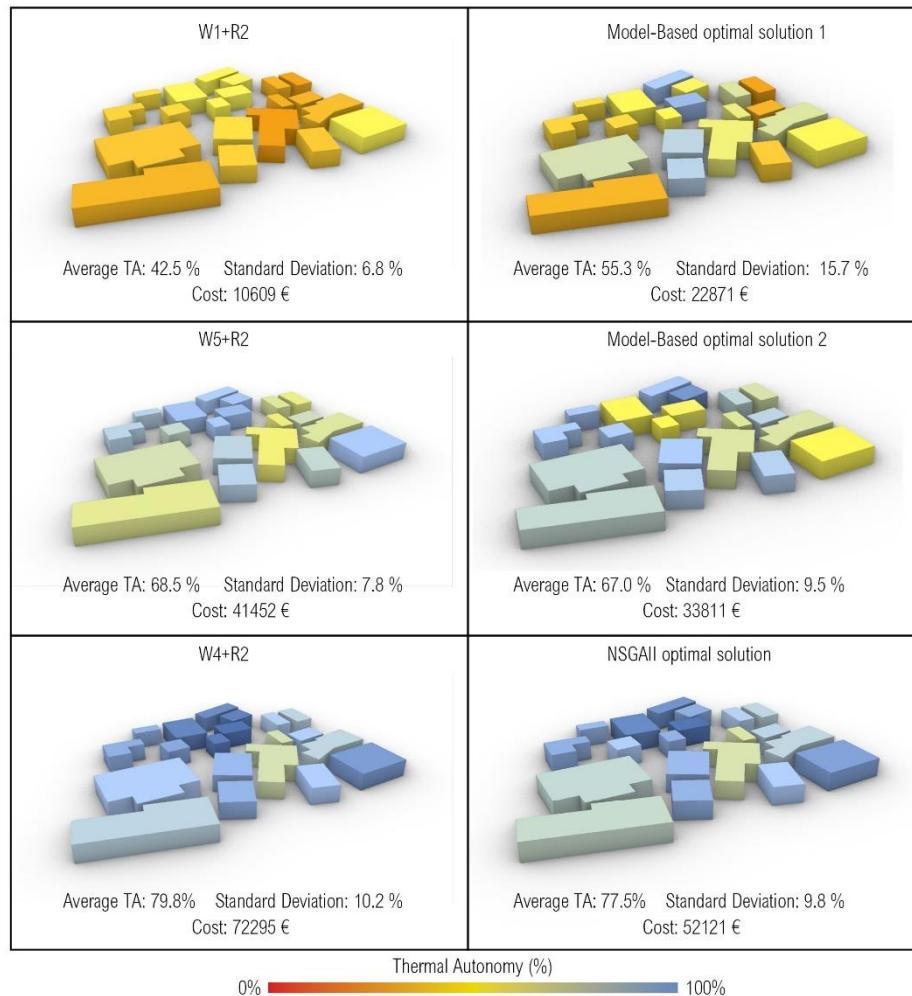 W1+R2
Average TA: 42.5 % Standard Deviation: 6.8 %
Cost: 10609 €
Model-Based optimal solution 1
Average TA: 55.3 % Standard Deviation: 15.7 %
Cost: 22871 €
W5+R2
Average TA: 68.5 % Standard Deviation: 7.8 %
Cost: 41452 €
Model-Based optimal solution 2
Average TA: 67.0 % Standard Deviation: 9.5 %
Cost: 33811 €
W4+R2
Average TA: 79.8% Standard Deviation: 10.2 %
Cost: 72295 €
NSGAII optimal solution
Average TA: 77.5% Standard Deviation: 9.8 %
Cost: 52121 €
Thermal Autonomy (%)
0% 100%